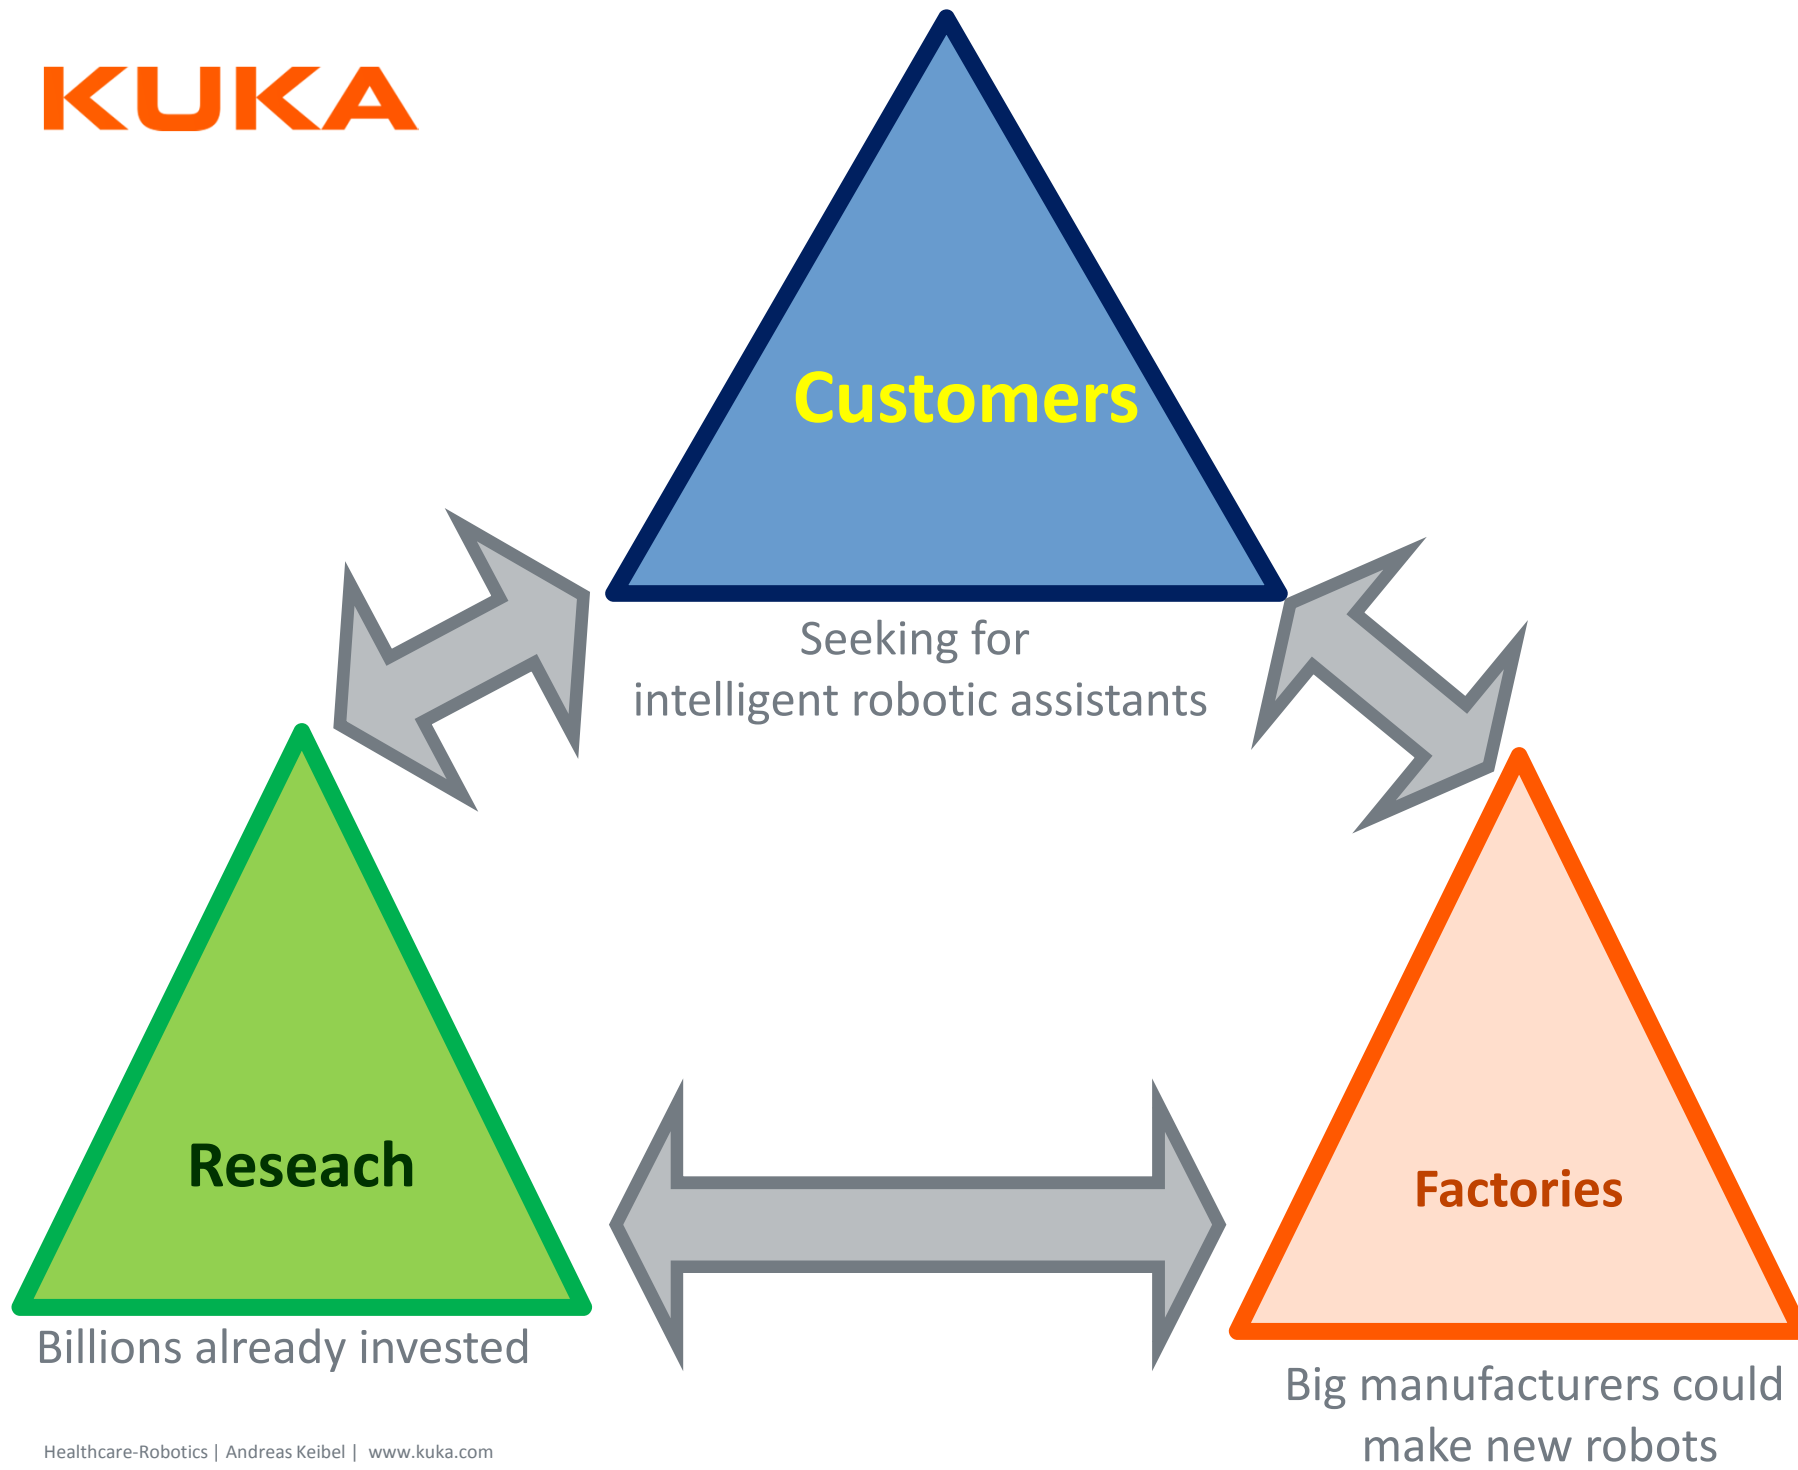 KUKA
Customers
Seeking for
intelligent robotic assistants
Reseach
Factories
Billions already invested
Big manufacturers could
make new robots
Healthcare-Robotics | Andreas Keibel | www.kuka.com